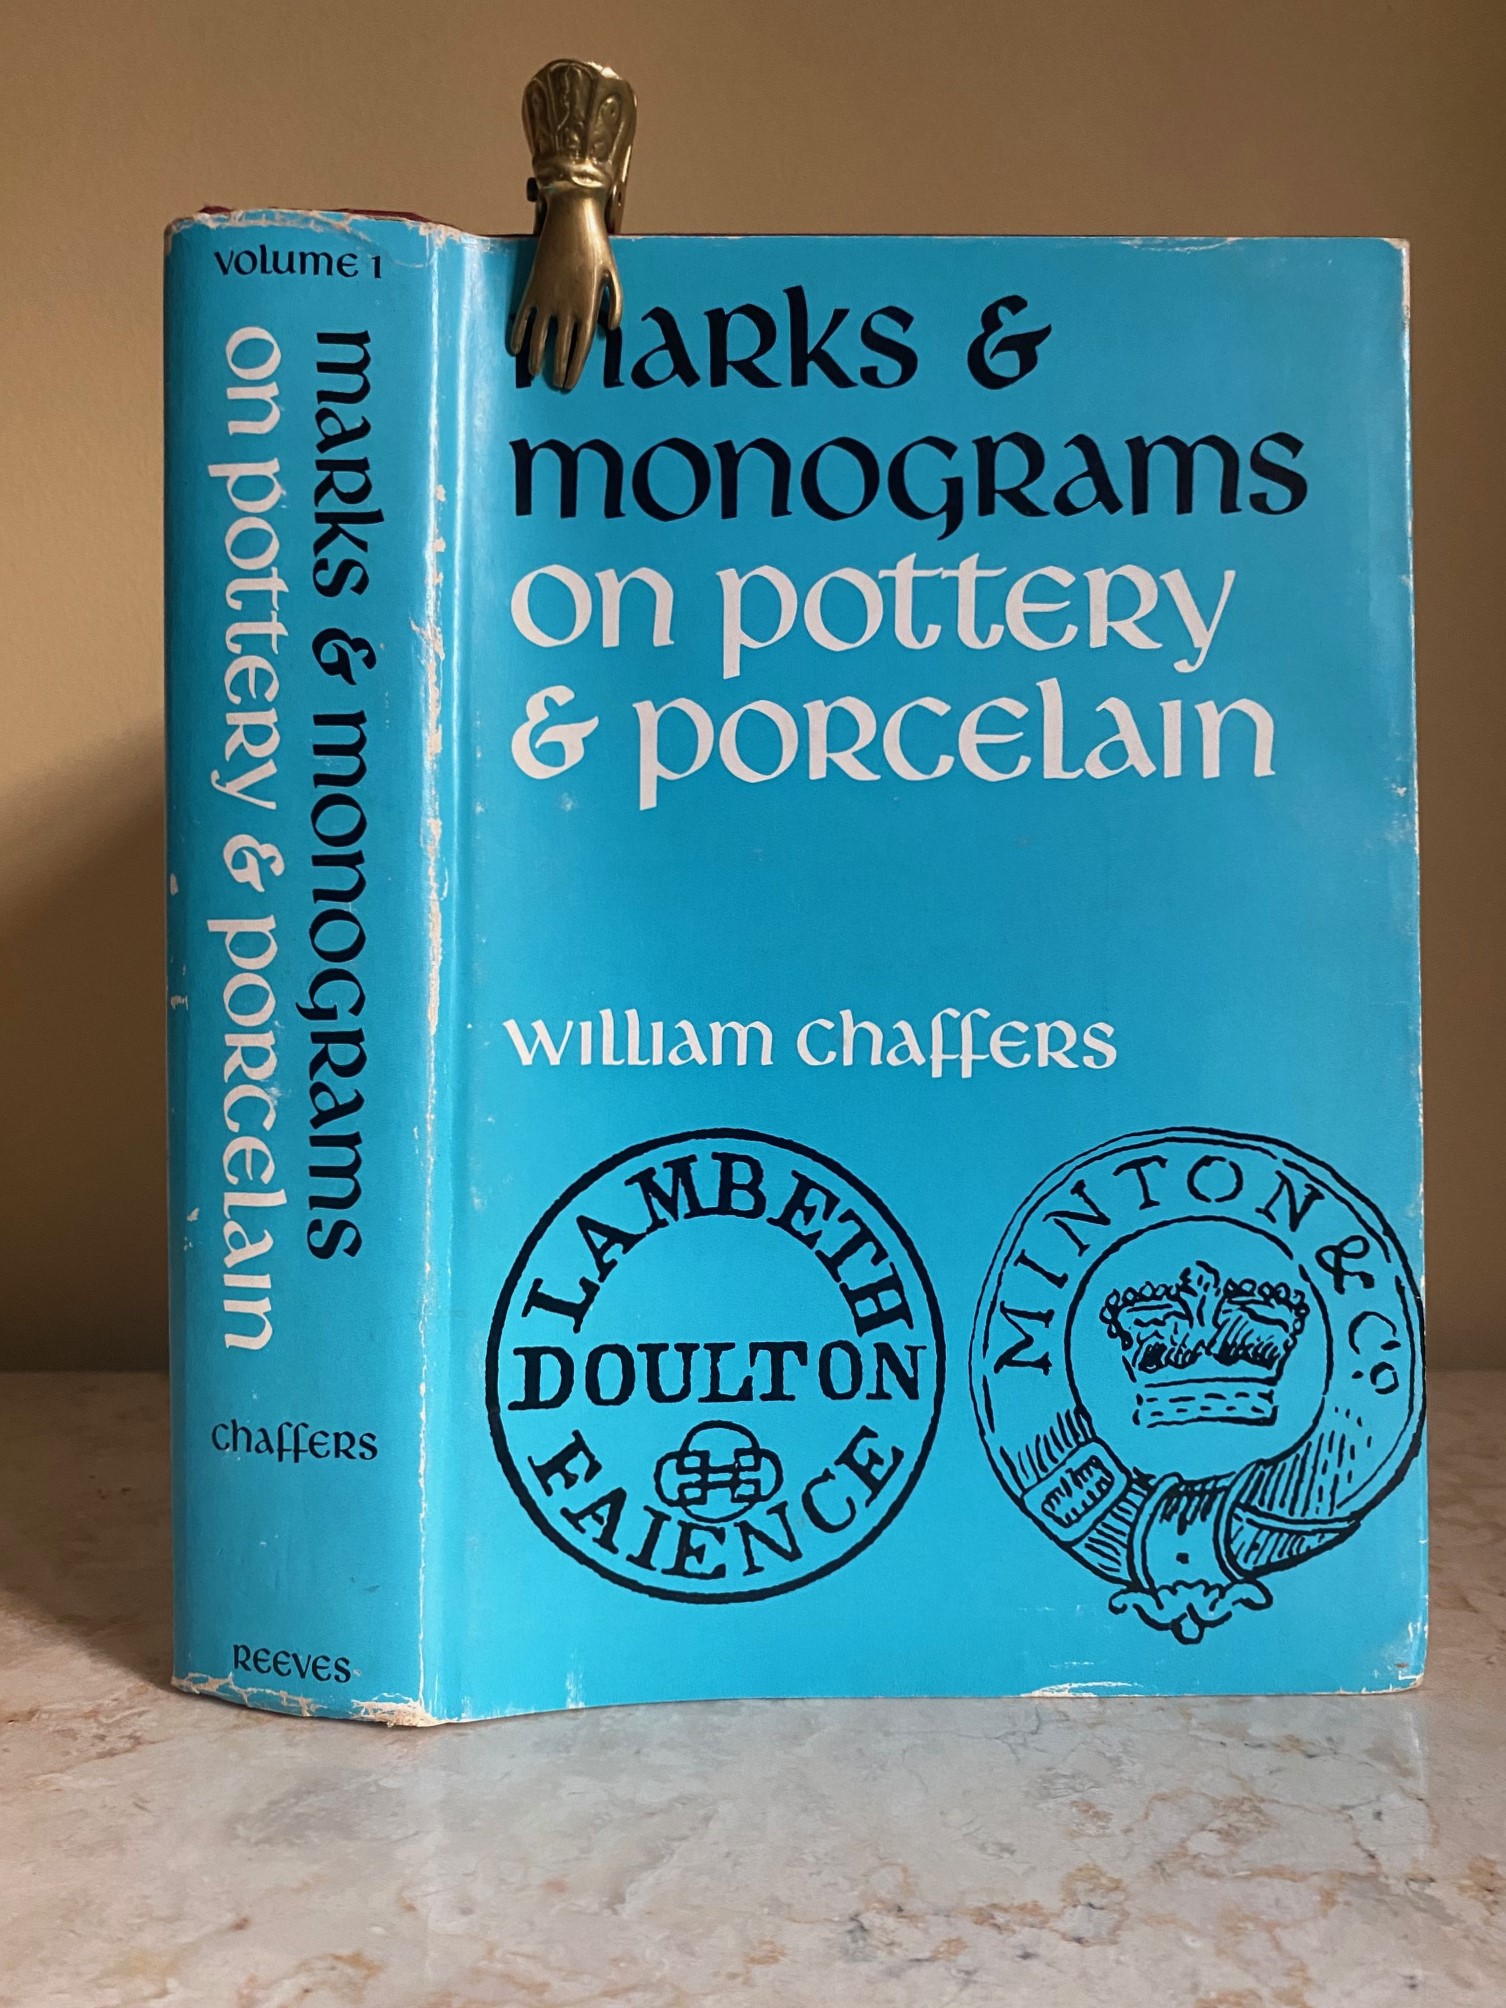 volume 1
marks & monograms
on pottery & porcelain
chaffers
REEVES
marks &
monograms
on pottery
& porcelain
william chaffers
LAMBETH
DOULTON
FAIENCE
MINTON & Co